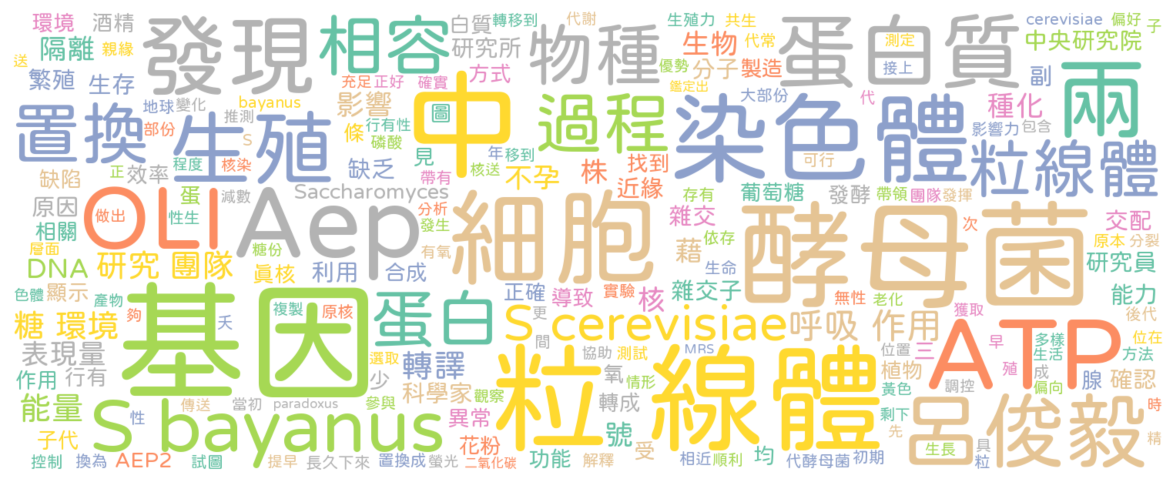 環境 酒精 發現 相容 白質 轉移到 代謝 生殖力 共生 蛋白質 cerevisiae 偏好 子
隔離 親緣 研究所 物種 生物 代常 測定 中央研究院
送 繁殖 生存 充足 正好 確實 方式 優勢 分子 製造 接上 副 兩
置換 地球 變化 bayanus 影響 中 圖 過程 鑑定出 大部份 代 染色體 種化
部份 推測 生殖 S 條 行有性 磷酸 影響力 包含 粒線體
缺陷 正 效率 程度 核染 缺乏 見 年 移到 株 找到 可行
蛋 減數 Saccharomyces 帶有 核送 不孕 近緣 存有 葡萄糖 發酵 帶領 團隊 發揮
原因 做出 OLI 性生 Aep 分析 發生 細胞 雜交 依存 酵母菌 次 交配
相關 層面 糖份 有氧 藉 生命 原本 分裂
DNA 研究 團隊 真核 利用 合成 正確 導致 實驗 核 雜交子 無性 老化 研究員
色體 顯示 產物 複製 原核 S cerevisiae 呼吸 作用 獲取 能力 後代
糖 環境 夠 基因 天 蛋白 更 間 粒線體 協助 測試 MRS 位置 三 早 ATP 多樣 位在
表現量 選取 轉譯 氧 情形 植物 殖 生活 方法
作用 行有 少 科學家 觀察 轉成 黃色 調控 成 偏向 腺 確認
能量 傳送 當初 paradoxus 參與 異常 號 受 剩下 呂俊毅 時
子代 S bayanus 性 花粉 功能 解釋 均 先 生長 具 精
控制 換為 AEP2 試圖 提早 長久下來 置換成 螢光 二氧化碳 相近 順利 代酵母菌 初期 粒